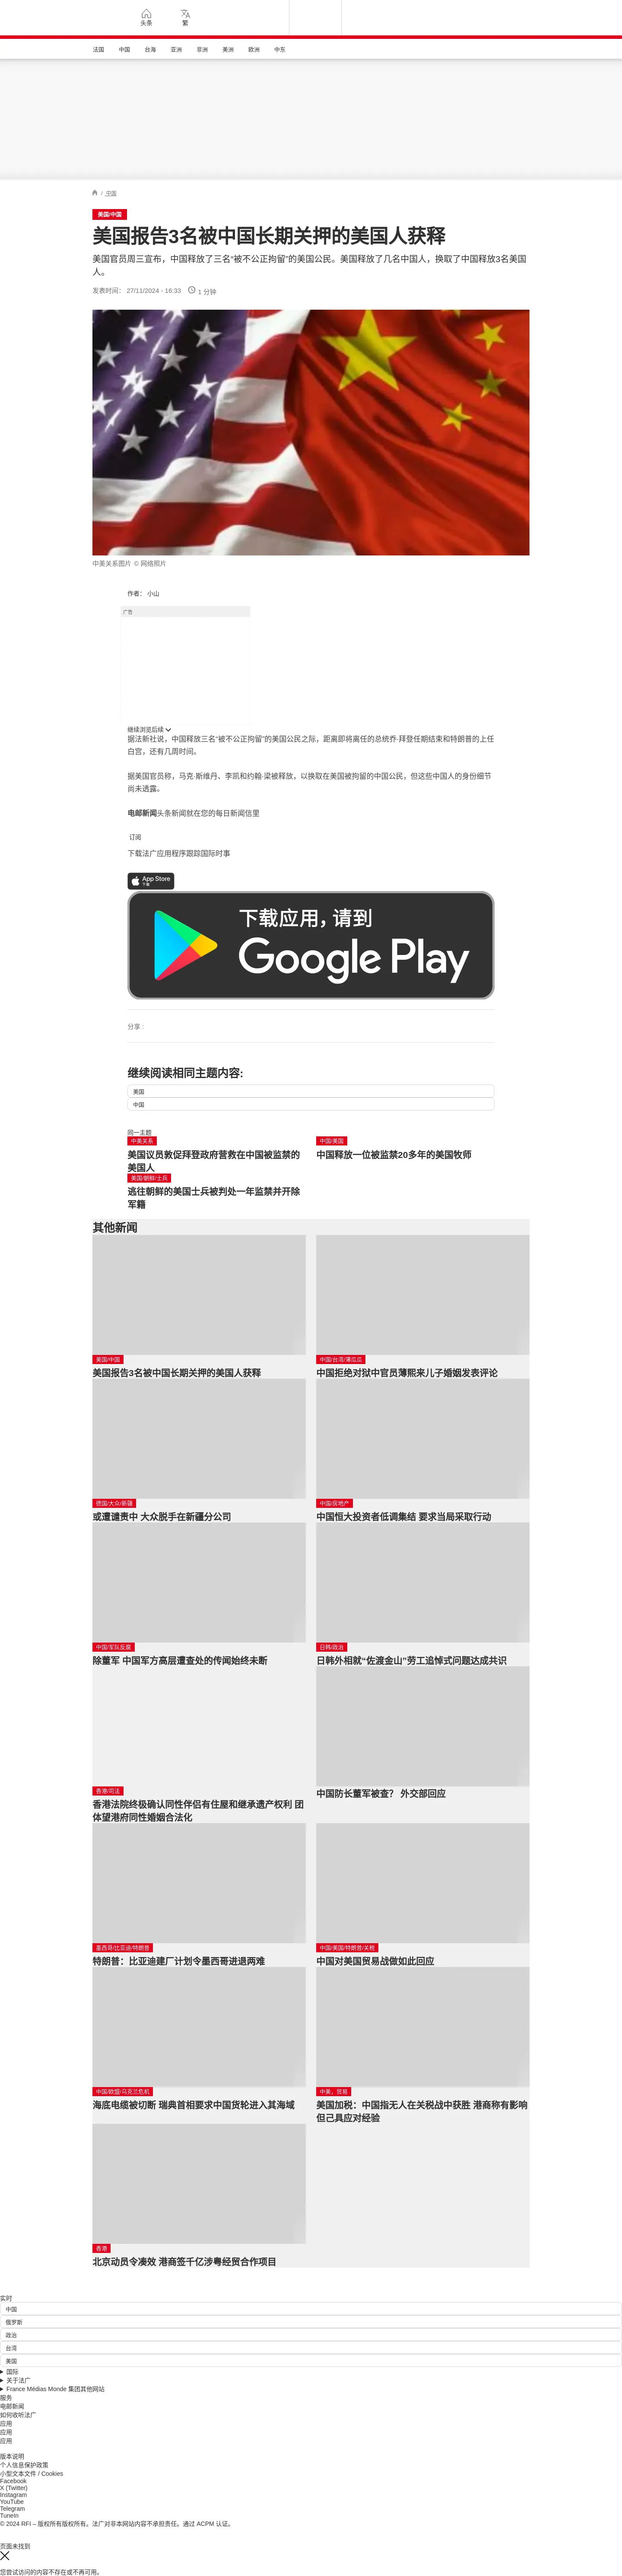 头条
繁
法国 中国 台海 亚洲 非洲 美洲 欧洲 中东
/ 中国
美国/中国
美国报告3名被中国长期关押的美国人获释
美国官员周三宣布，中国释放了三名“被不公正拘留”的美国公民。美国释放了几名中国人，换取了中国释放3名美国
人。
发表时间： 27/11/2024 - 16:33 1 分钟
中美关系图片 © 网络照片
作者： 小山
广告
继续浏览后续
据法新社说，中国释放三名“被不公正拘留”的美国公民之际，距离即将离任的总统乔·拜登任期结束和特朗普的上任
白宫，还有几周时间。
据美国官员称，马克·斯维丹、李凯和约翰·梁被释放，以换取在美国被拘留的中国公民，但这些中国人的身份细节
尚未透露。
电邮新闻头条新闻就在您的每日新闻信里
订阅
下载法广应用程序跟踪国际时事
App Store
下载
下载应用，请到
Google Play
分享 :
继续阅读相同主题内容:
美国
中国
同一主题
中美关系
美国议员敦促拜登政府营救在中国被监禁的
美国人
中国/美国
中国释放一位被监禁20多年的美国牧师
美国/朝鲜/士兵
逃往朝鲜的美国士兵被判处一年监禁并开除
军籍
其他新闻
美国/中国
美国报告3名被中国长期关押的美国人获释
中国/台湾/薄瓜瓜
中国拒绝对狱中官员薄熙来儿子婚姻发表评论
德国/大众/新疆
或遭谴责中 大众脱手在新疆分公司
中国/房地产
中国恒大投资者低调集结 要求当局采取行动
中国/军队反腐
除董军 中国军方高层遭查处的传闻始终未断
日韩/政治
日韩外相就“佐渡金山”劳工追悼式问题达成共识
香港/司法
香港法院终极确认同性伴侣有住屋和继承遗产权利 团
体望港府同性婚姻合法化
中国防长董军被查？ 外交部回应
墨西哥/比亚迪/特朗普
特朗普：比亚迪建厂计划令墨西哥进退两难
中国/美国/特朗普/关税
中国对美国贸易战做如此回应
中国/欧盟/乌克兰危机
海底电缆被切断 瑞典首相要求中国货轮进入其海域
中美，贸易
美国加税：中国指无人在关税战中获胜 港商称有影响
但己具应对经验
香港
北京动员令凑效 港商签千亿涉粤经贸合作项目
实时
中国
俄罗斯
政治
台湾
美国
国际
关于法广
France Médias Monde 集团其他网站
服务
电邮新闻
如何收听法广
应用
应用
应用
版本说明
个人信息保护政策
小型文本文件 / Cookies
Facebook
X (Twitter)
Instagram
YouTube
Telegram
TuneIn
© 2024 RFI – 版权所有版权所有。法广对非本网站内容不承担责任。通过 ACPM 认证。
页面未找到
您尝试访问的内容不存在或不再可用。